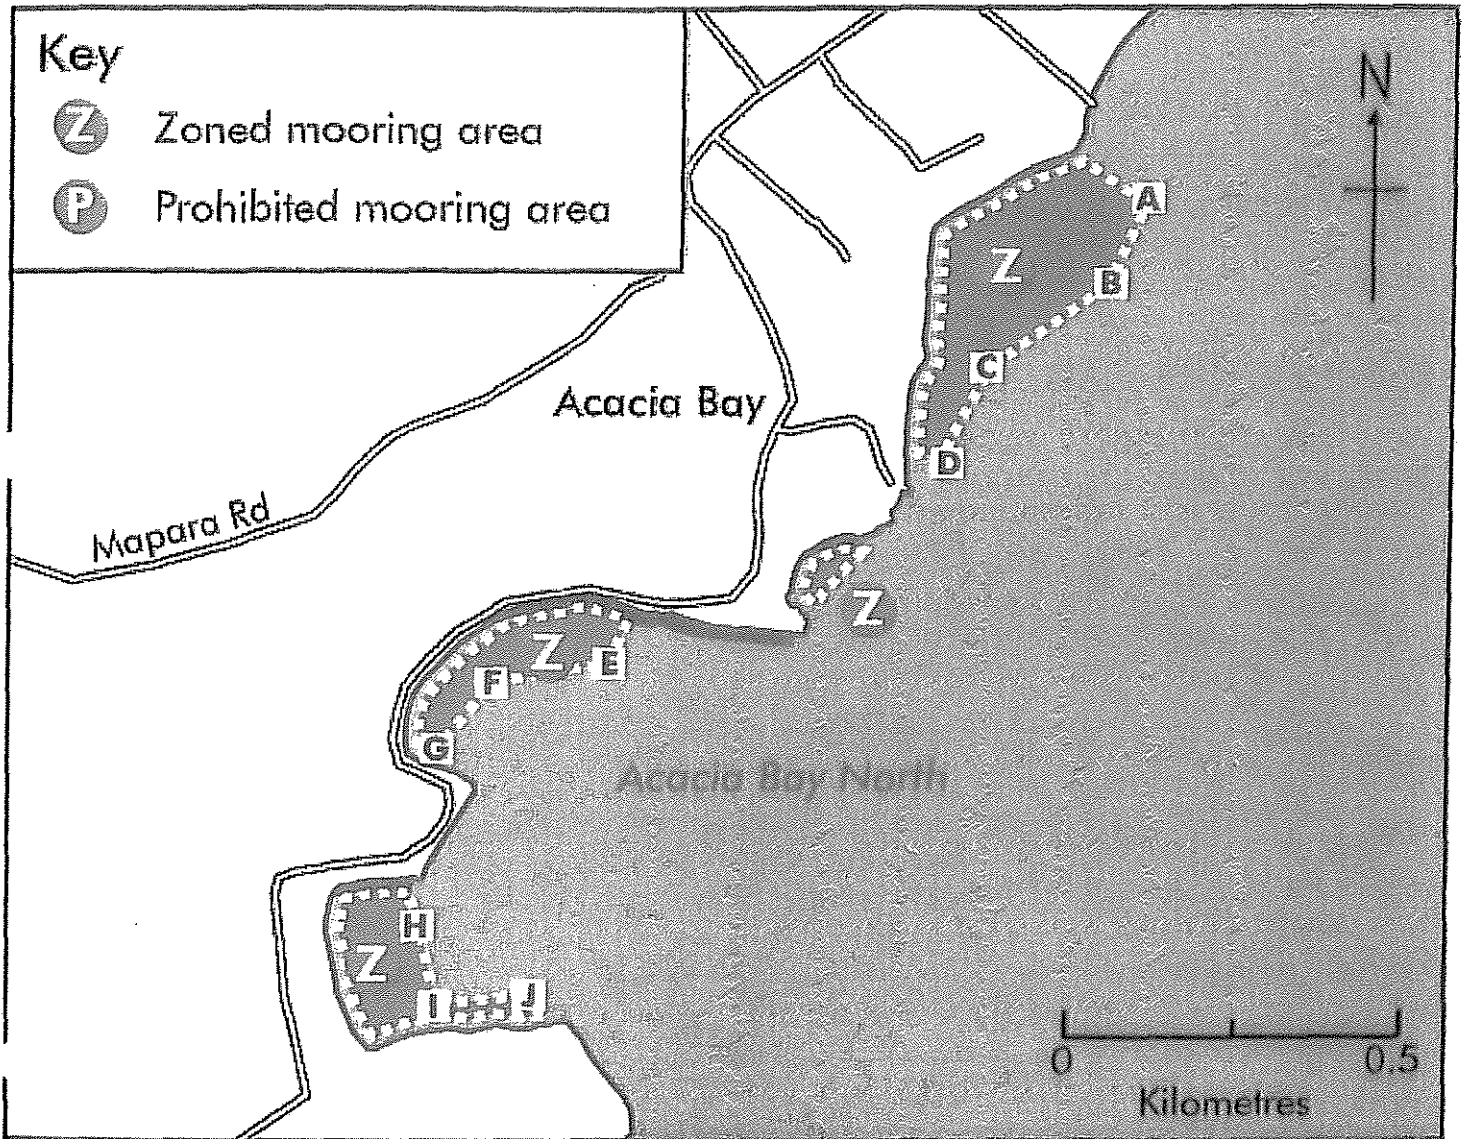 Key
Z Zoned mooring area
P Prohibited mooring area
N
A
Z
B
C
Acacia Bay
D
Mapara Rd
Z
Z
E
F
G
Acacia Bay North
H
Z
I
J
0 0.5
Kilometres